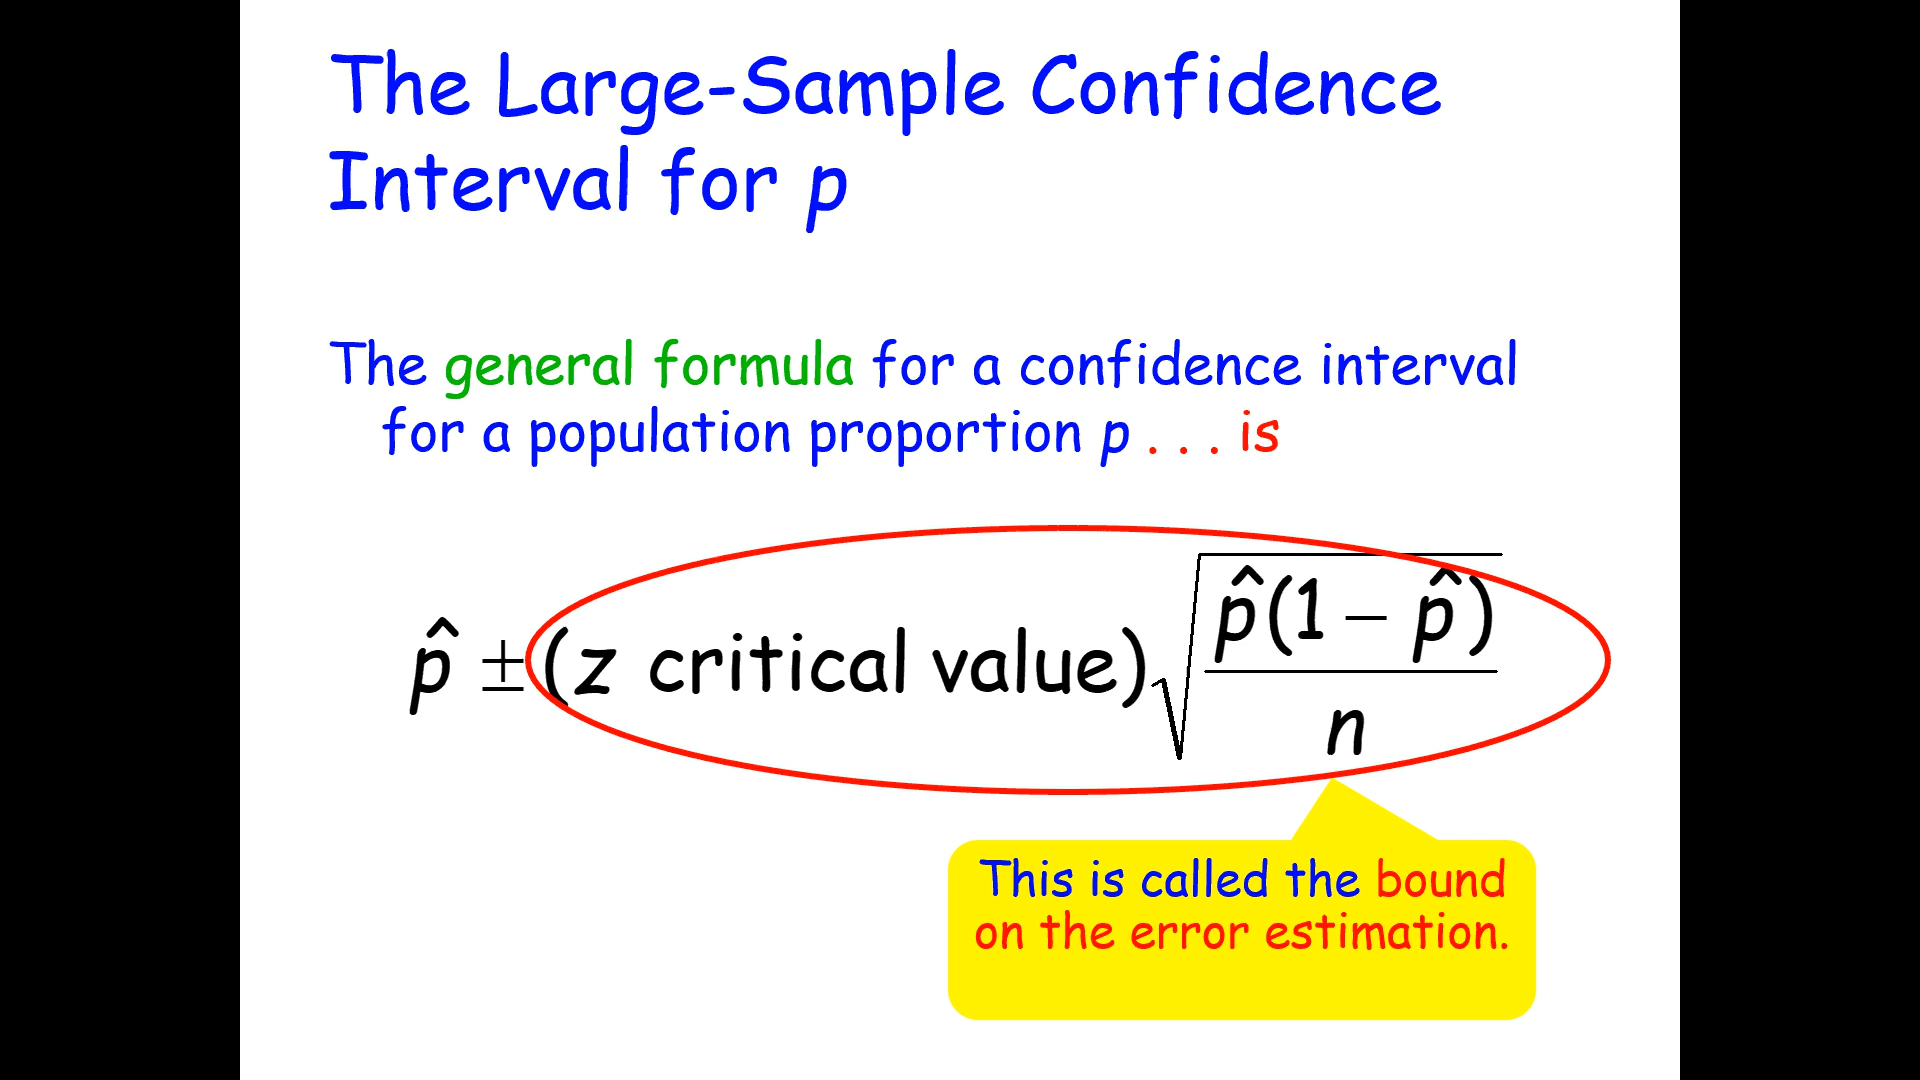 The Large-Sample Confidence
Interval for p
The general formula for a confidence interval
for a population proportion p . . . is
p̂ ± (z critical value) √(p̂(1 − p̂) / n)
This is called the bound
on the error estimation.